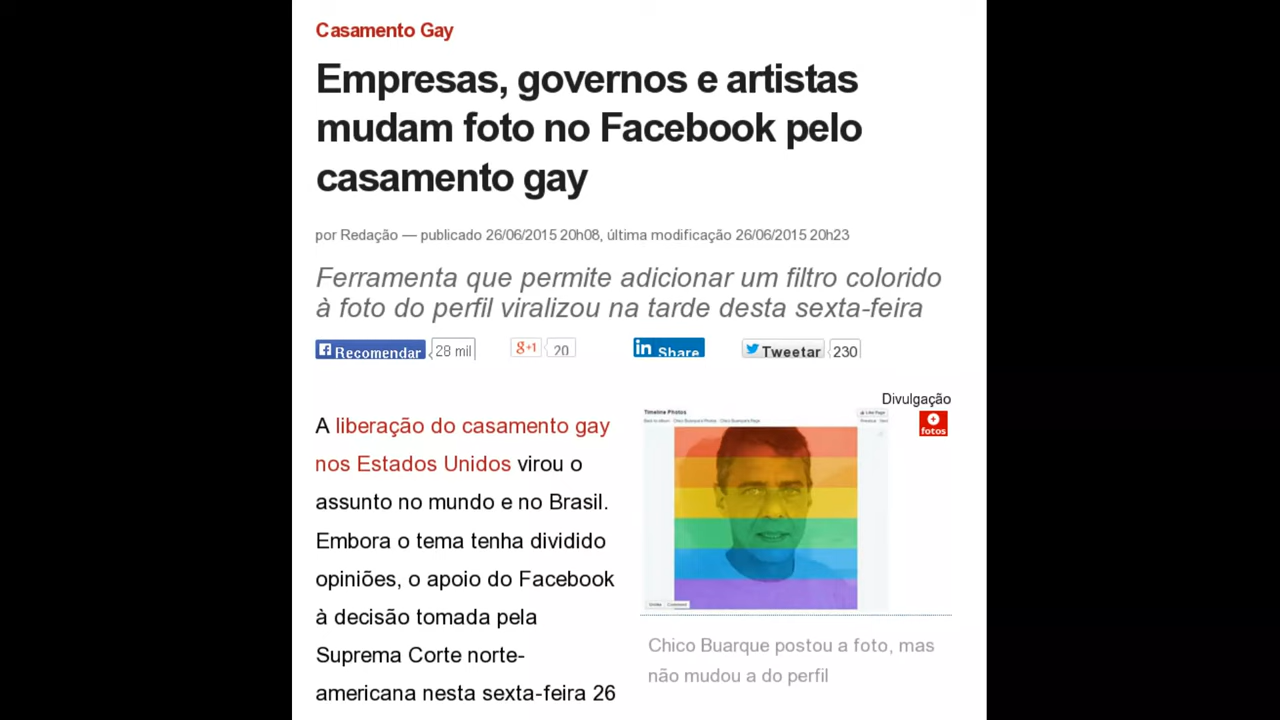 Casamento Gay
Empresas, governos e artistas
mudam foto no Facebook pelo
casamento gay
por Redação — publicado 26/06/2015 20h08, última modificação 26/06/2015 20h23
Ferramenta que permite adicionar um filtro colorido
à foto do perfil viralizou na tarde desta sexta-feira
Recomendar 28 mil g+1 20 in Share Tweetar 230
Divulgação
fotos
Timeline Photos
Like Page
A liberação do casamento gay
nos Estados Unidos virou o
assunto no mundo e no Brasil.
Embora o tema tenha dividido
opiniões, o apoio do Facebook
à decisão tomada pela
Suprema Corte norte-
americana nesta sexta-feira 26
Chico Buarque postou a foto, mas
não mudou a do perfil